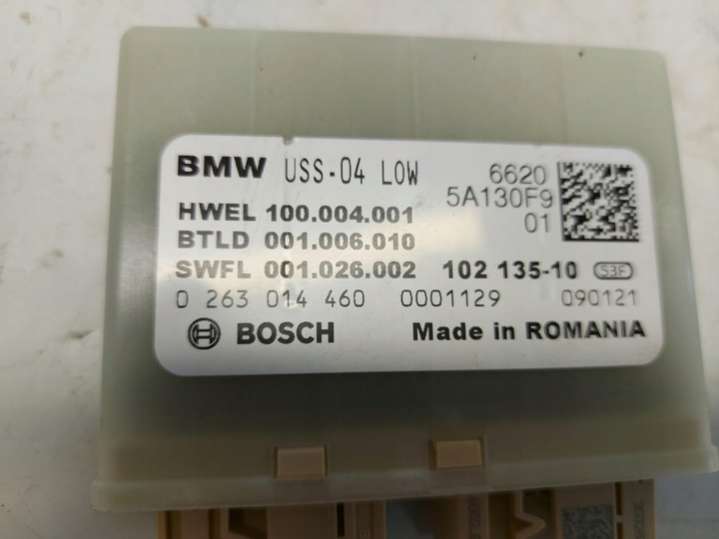 BMW USS-04 LOW 6620
5A130F9
HWEL 100.004.001 01
BTLD 001.006.010
SWFL 001.026.002 102 135-10 S3F
0 263 014 460 0001129 090121
BOSCH Made in ROMANIA